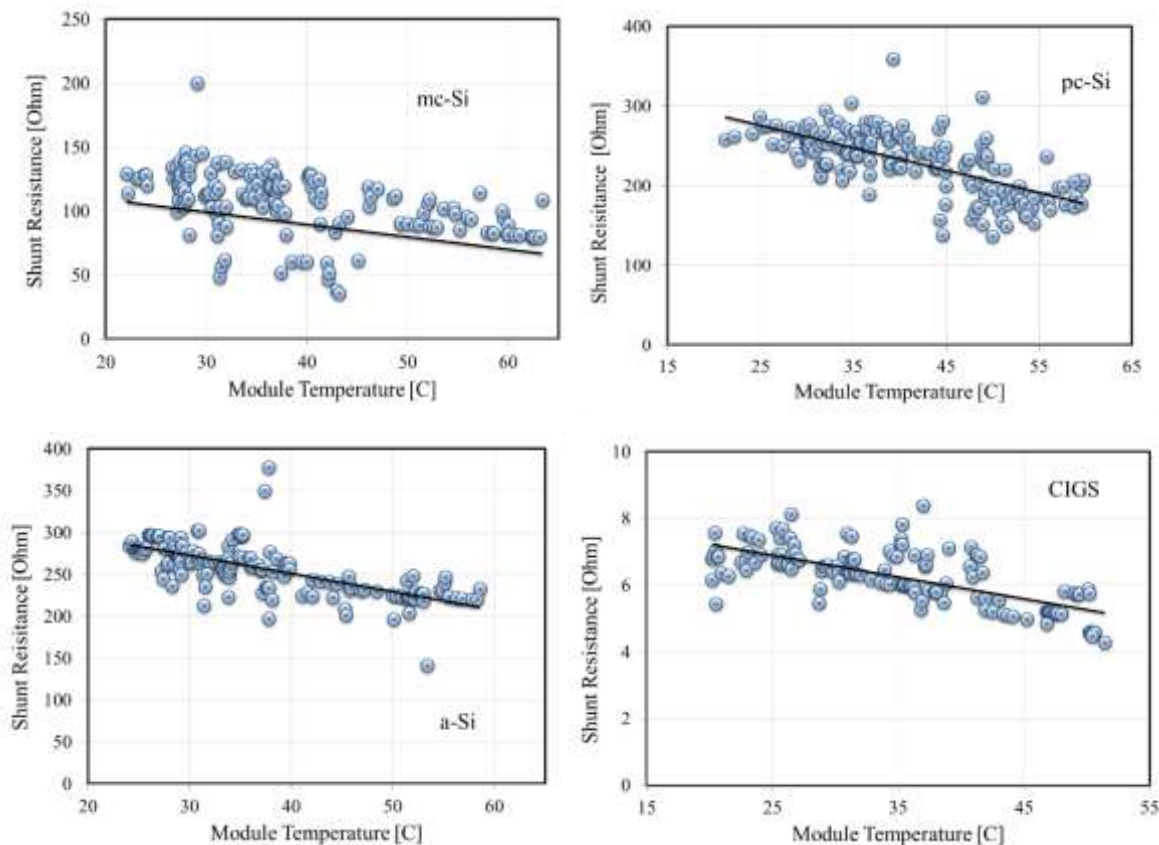 250
200
150
100
50
0
Shunt Resisitance [Ohm]
mc-Si
20 30 40 50 60
Module Temperature [C]
400
300
200
100
0
Shunt Reisitance [Ohm]
pc-Si
15 25 35 45 55 65
Module Temperature [C]
400
350
300
250
200
150
100
50
0
Shunt Reisitance [Ohm]
a-Si
20 30 40 50 60
Module Temperature [C]
10
8
6
4
2
0
Shunt Resistance [Ohm]
CIGS
15 25 35 45 55
Module Temperature [C]